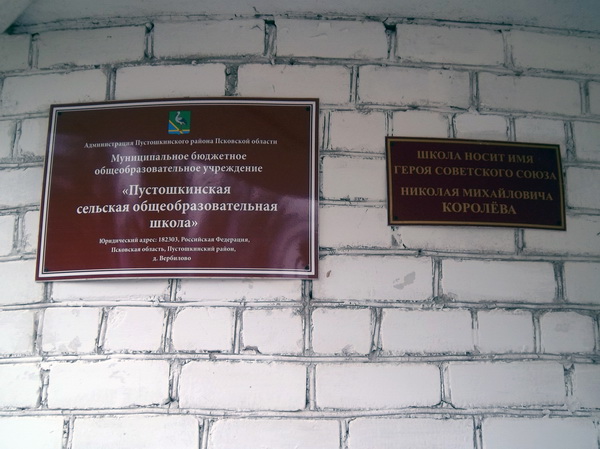 Администрация Пустошкинского района Псковской области
Муниципальное бюджетное
общеобразовательное учреждение
«Пустошкинская
сельская общеобразовательная
школа»
Юридический адрес: 182303, Российская Федерация,
Псковская область, Пустошкинский район,
д. Вербилово
ШКОЛА НОСИТ ИМЯ
ГЕРОЯ СОВЕТСКОГО СОЮЗА
НИКОЛАЯ МИХАЙЛОВИЧА
КОРОЛЁВА